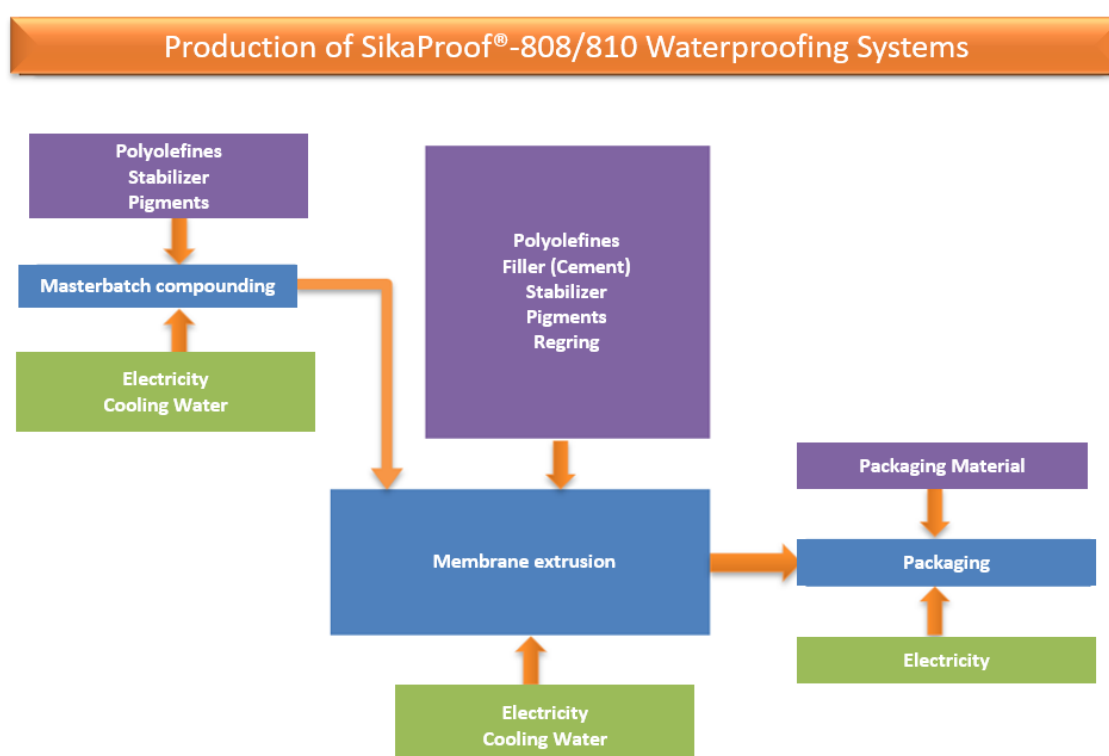 Production of SikaProof®-808/810 Waterproofing Systems
Polyolefines
Stabilizer
Pigments
Masterbatch compounding
Electricity
Cooling Water
Polyolefines
Filler (Cement)
Stabilizer
Pigments
Regring
Membrane extrusion
Electricity
Cooling Water
Packaging Material
Packaging
Electricity